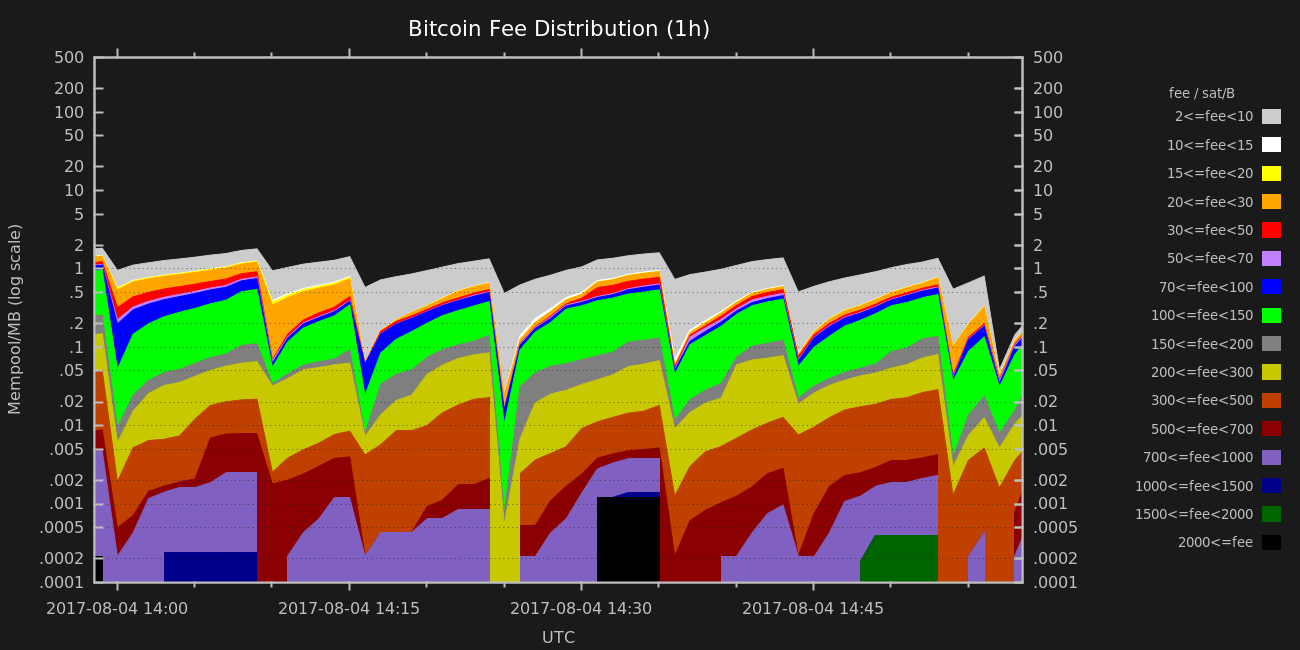 Bitcoin Fee Distribution (1h)
Mempool/MB (log scale)
500
200
100
50
20
10
5
2
1
.5
.2
.1
.05
.02
.01
.005
.002
.001
.0005
.0002
.0001
500
200
100
50
20
10
5
2
1
.5
.2
.1
.05
.02
.01
.005
.002
.001
.0005
.0002
.0001
2017-08-04 14:00
2017-08-04 14:15
2017-08-04 14:30
2017-08-04 14:45
UTC
fee / sat/B
2<=fee<10
10<=fee<15
15<=fee<20
20<=fee<30
30<=fee<50
50<=fee<70
70<=fee<100
100<=fee<150
150<=fee<200
200<=fee<300
300<=fee<500
500<=fee<700
700<=fee<1000
1000<=fee<1500
1500<=fee<2000
2000<=fee